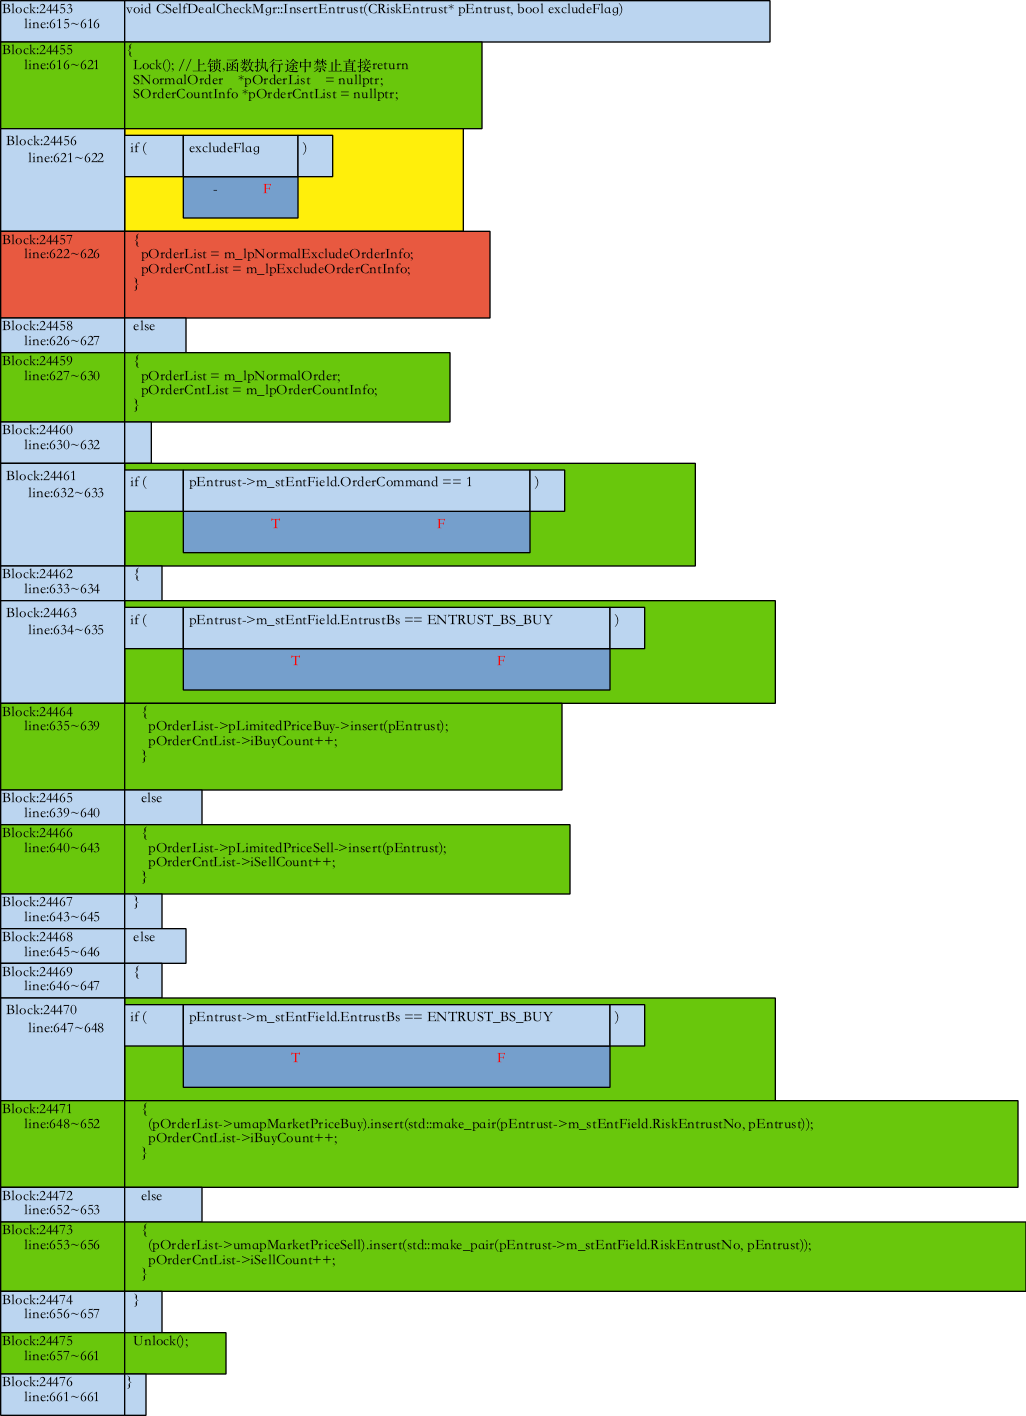 Block:24453 void CSelfDealCheckMgr::InsertEntrust(CRiskEntrust* pEntrust, bool excludeFlag)
line:615~616
Block:24455 {
line:616~621 Lock(); //上锁,函数执行途中禁止直接return
SNormalOrder *pOrderList = nullptr;
SOrderCountInfo *pOrderCntList = nullptr;
Block:24456 if ( excludeFlag )
line:621~622
- F
Block:24457 {
line:622~626 pOrderList = m_lpNormalExcludeOrderInfo;
pOrderCntList = m_lpExcludeOrderCntInfo;
}
Block:24458 else
line:626~627
Block:24459 {
line:627~630 pOrderList = m_lpNormalOrder;
pOrderCntList = m_lpOrderCountInfo;
}
Block:24460
line:630~632
Block:24461 if ( pEntrust->m_stEntField.OrderCommand == 1 )
line:632~633
T F
Block:24462 {
line:633~634
Block:24463 if ( pEntrust->m_stEntField.EntrustBs == ENTRUST_BS_BUY )
line:634~635
T F
Block:24464 {
line:635~639 pOrderList->pLimitedPriceBuy->insert(pEntrust);
pOrderCntList->iBuyCount++;
}
Block:24465 else
line:639~640
Block:24466 {
line:640~643 pOrderList->pLimitedPriceSell->insert(pEntrust);
pOrderCntList->iSellCount++;
}
Block:24467 }
line:643~645
Block:24468 else
line:645~646
Block:24469 {
line:646~647
Block:24470 if ( pEntrust->m_stEntField.EntrustBs == ENTRUST_BS_BUY )
line:647~648
T F
Block:24471 {
line:648~652 (pOrderList->umapMarketPriceBuy).insert(std::make_pair(pEntrust->m_stEntField.RiskEntrustNo, pEntrust));
pOrderCntList->iBuyCount++;
}
Block:24472 else
line:652~653
Block:24473 {
line:653~656 (pOrderList->umapMarketPriceSell).insert(std::make_pair(pEntrust->m_stEntField.RiskEntrustNo, pEntrust));
pOrderCntList->iSellCount++;
}
Block:24474 }
line:656~657
Block:24475 Unlock();
line:657~661
Block:24476 }
line:661~661